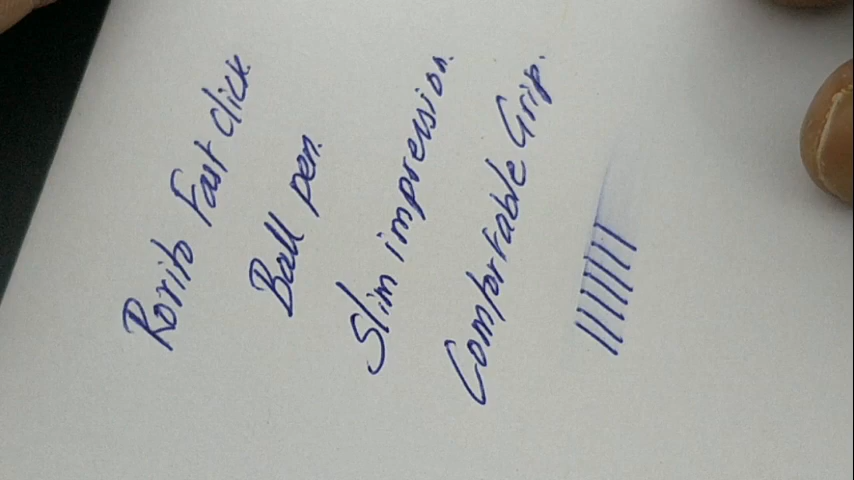 Rorito Fast click
Ball pen.
Slim impression.
Comfortable Grip.